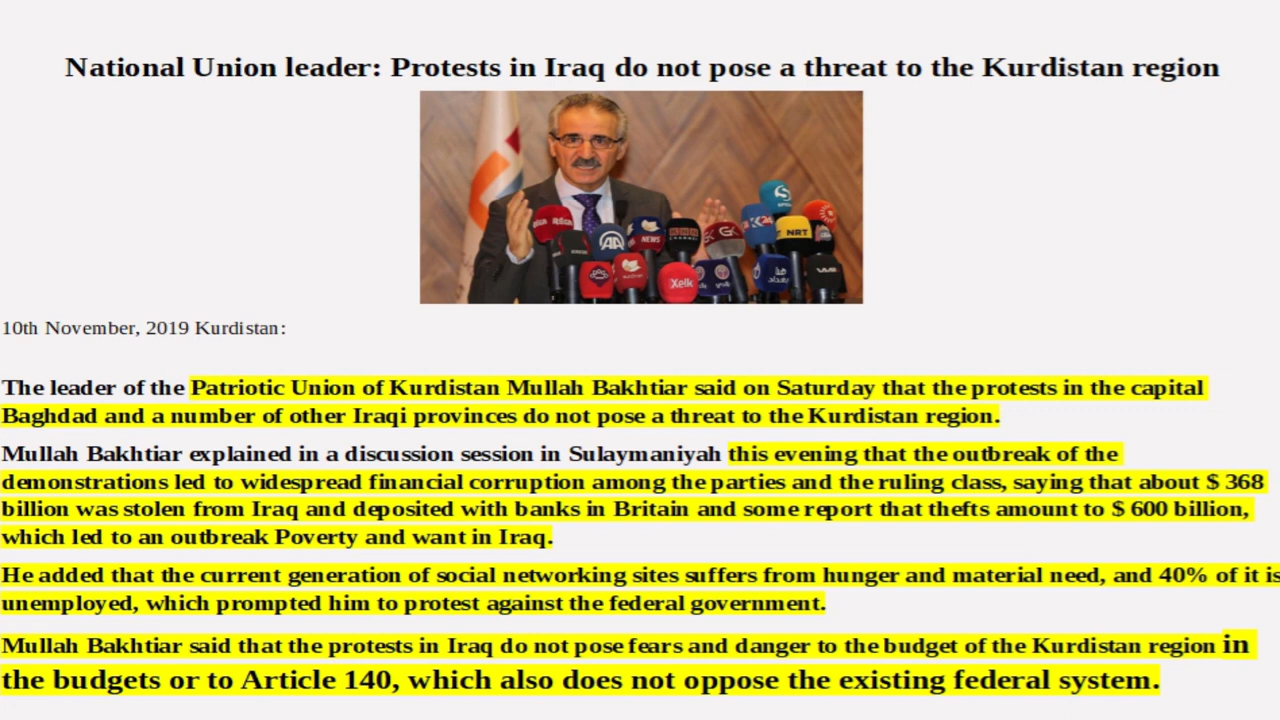 National Union leader: Protests in Iraq do not pose a threat to the Kurdistan region
AA
NEWS
GK
K24
NRT
Xelk
10th November, 2019 Kurdistan:
The leader of the Patriotic Union of Kurdistan Mullah Bakhtiar said on Saturday that the protests in the capital
Baghdad and a number of other Iraqi provinces do not pose a threat to the Kurdistan region.
Mullah Bakhtiar explained in a discussion session in Sulaymaniyah this evening that the outbreak of the
demonstrations led to widespread financial corruption among the parties and the ruling class, saying that about $ 368
billion was stolen from Iraq and deposited with banks in Britain and some report that thefts amount to $ 600 billion,
which led to an outbreak Poverty and want in Iraq.
He added that the current generation of social networking sites suffers from hunger and material need, and 40% of it is
unemployed, which prompted him to protest against the federal government.
Mullah Bakhtiar said that the protests in Iraq do not pose fears and danger to the budget of the Kurdistan region in
the budgets or to Article 140, which also does not oppose the existing federal system.